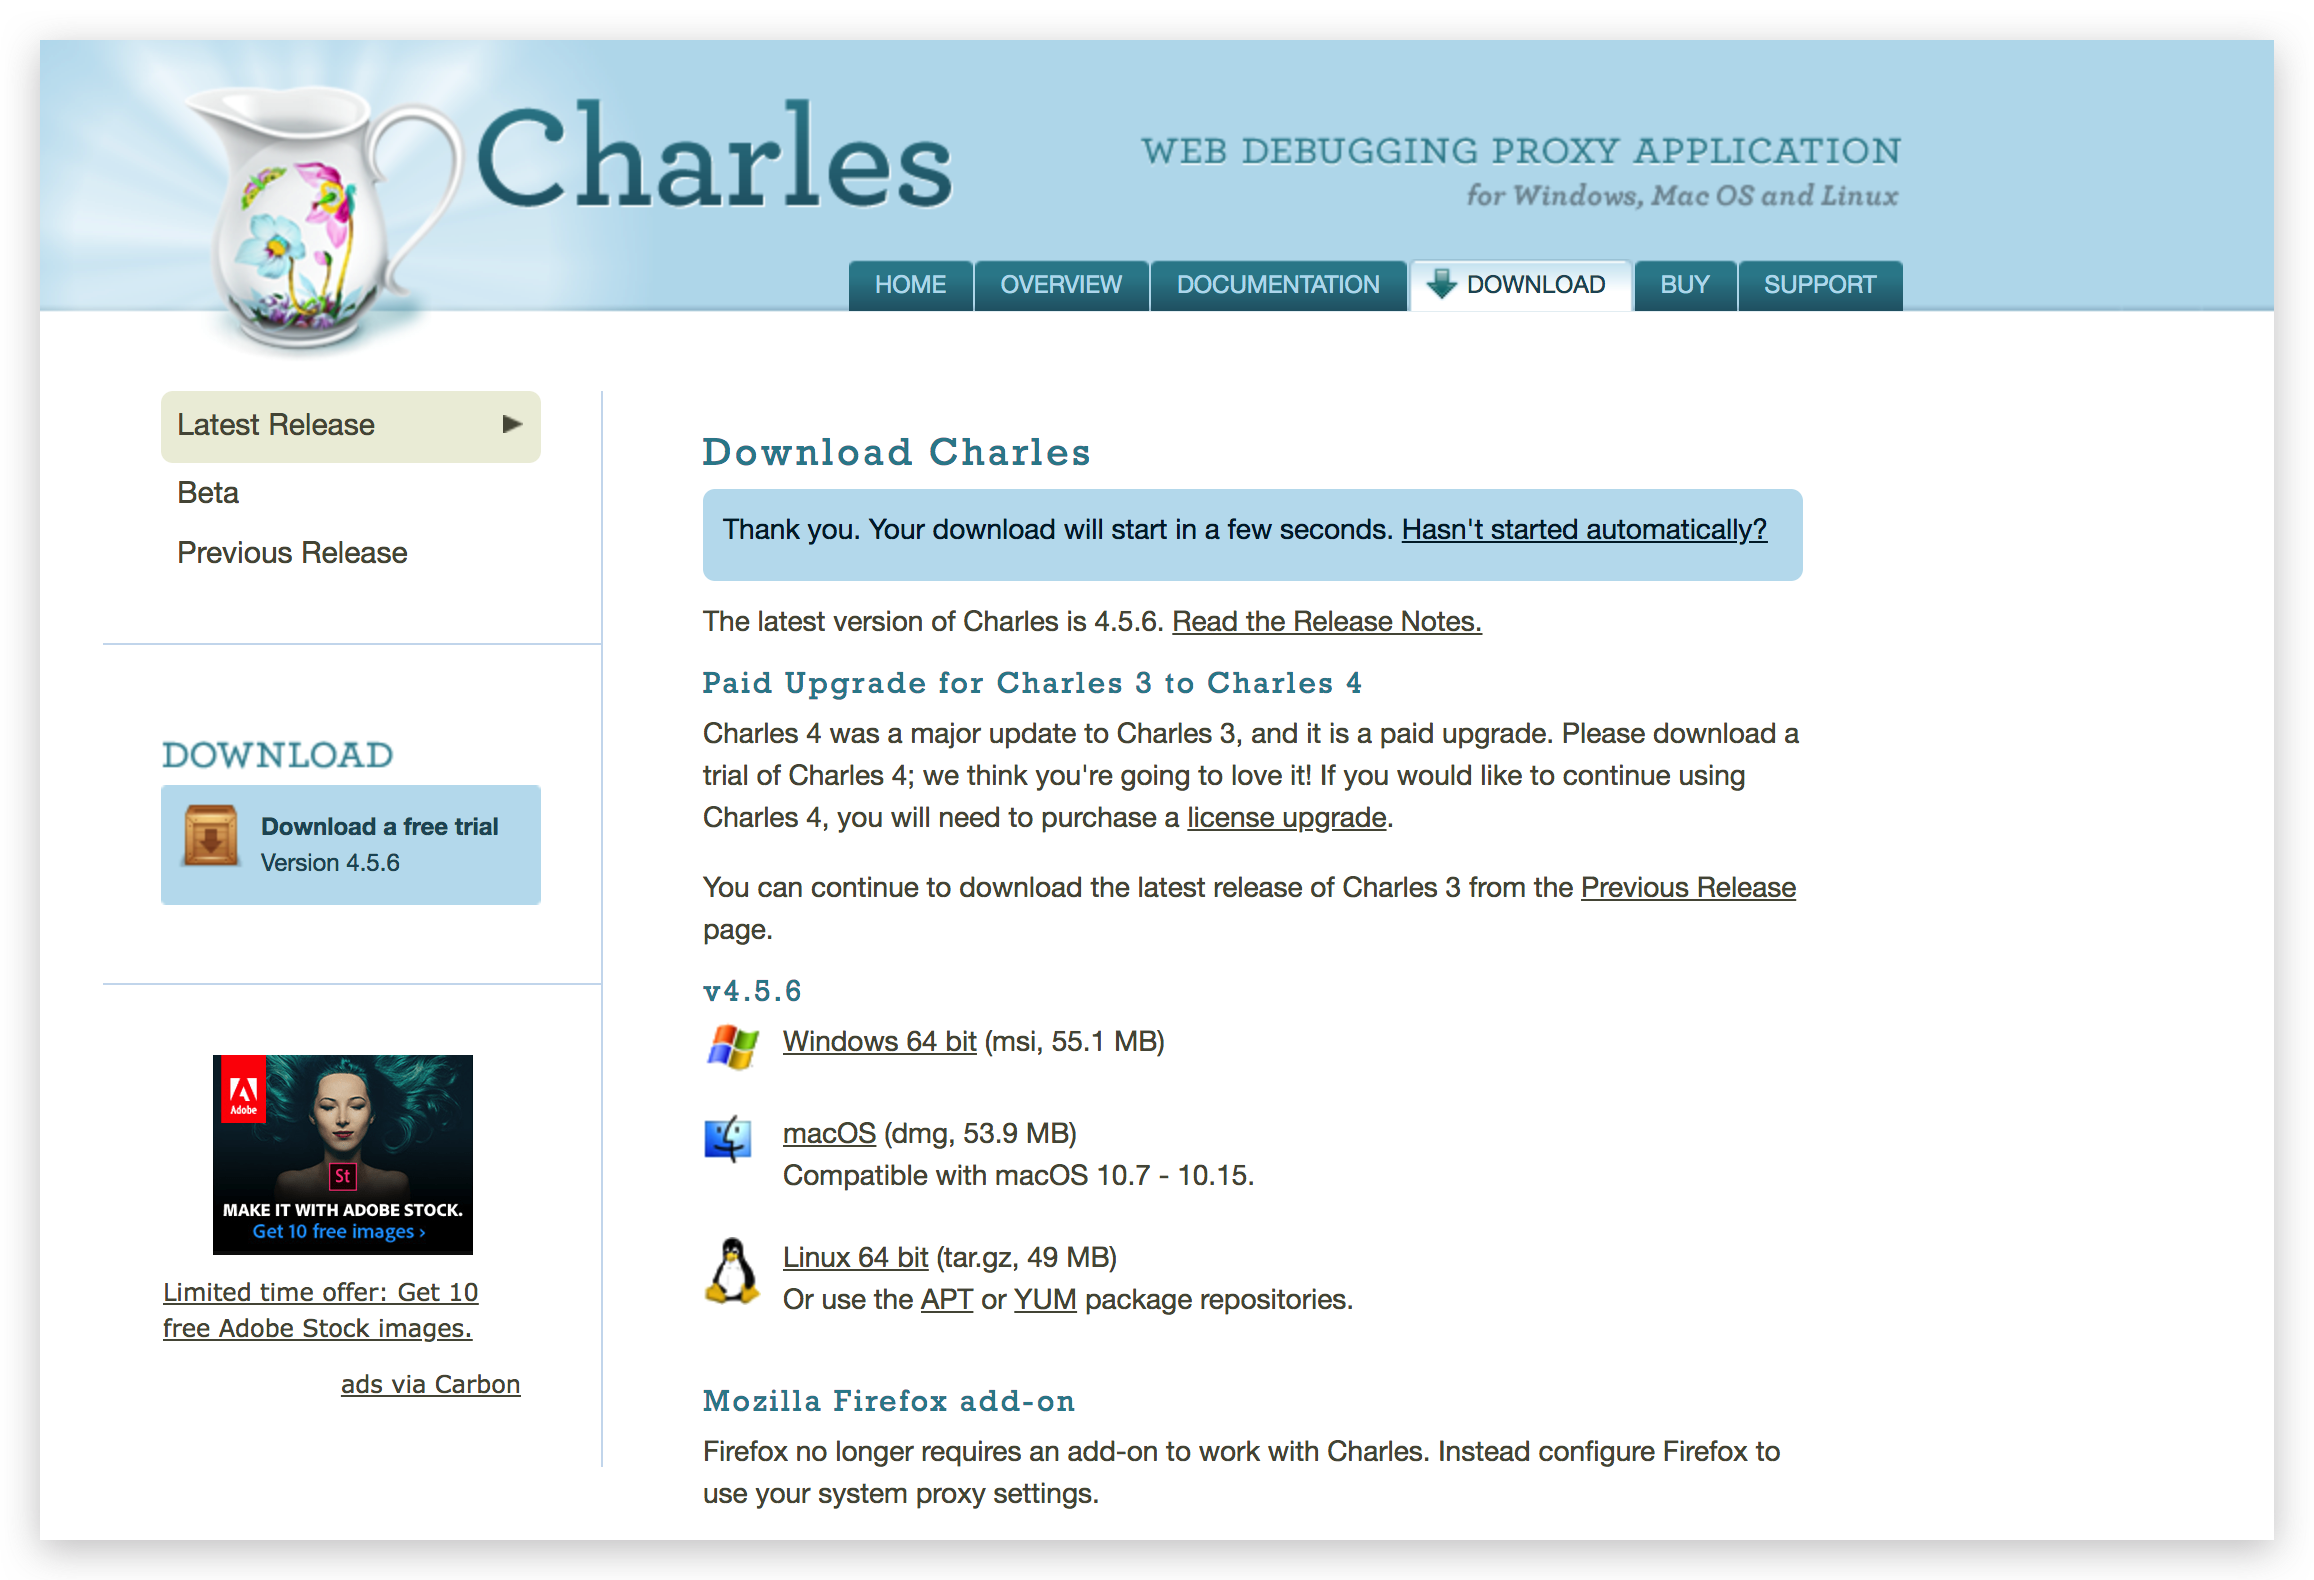 Charles
WEB DEBUGGING PROXY APPLICATION
for Windows, Mac OS and Linux
HOME
OVERVIEW
DOCUMENTATION
DOWNLOAD
BUY
SUPPORT
Latest Release
Beta
Previous Release
DOWNLOAD
Download a free trial
Version 4.5.6
Adobe
St
MAKE IT WITH ADOBE STOCK.
Get 10 free images ›
Limited time offer: Get 10
free Adobe Stock images.
ads via Carbon
Download Charles
Thank you. Your download will start in a few seconds. Hasn't started automatically?
The latest version of Charles is 4.5.6. Read the Release Notes.
Paid Upgrade for Charles 3 to Charles 4
Charles 4 was a major update to Charles 3, and it is a paid upgrade. Please download a
trial of Charles 4; we think you're going to love it! If you would like to continue using
Charles 4, you will need to purchase a license upgrade.
You can continue to download the latest release of Charles 3 from the Previous Release
page.
v4.5.6
Windows 64 bit (msi, 55.1 MB)
macOS (dmg, 53.9 MB)
Compatible with macOS 10.7 - 10.15.
Linux 64 bit (tar.gz, 49 MB)
Or use the APT or YUM package repositories.
Mozilla Firefox add-on
Firefox no longer requires an add-on to work with Charles. Instead configure Firefox to
use your system proxy settings.